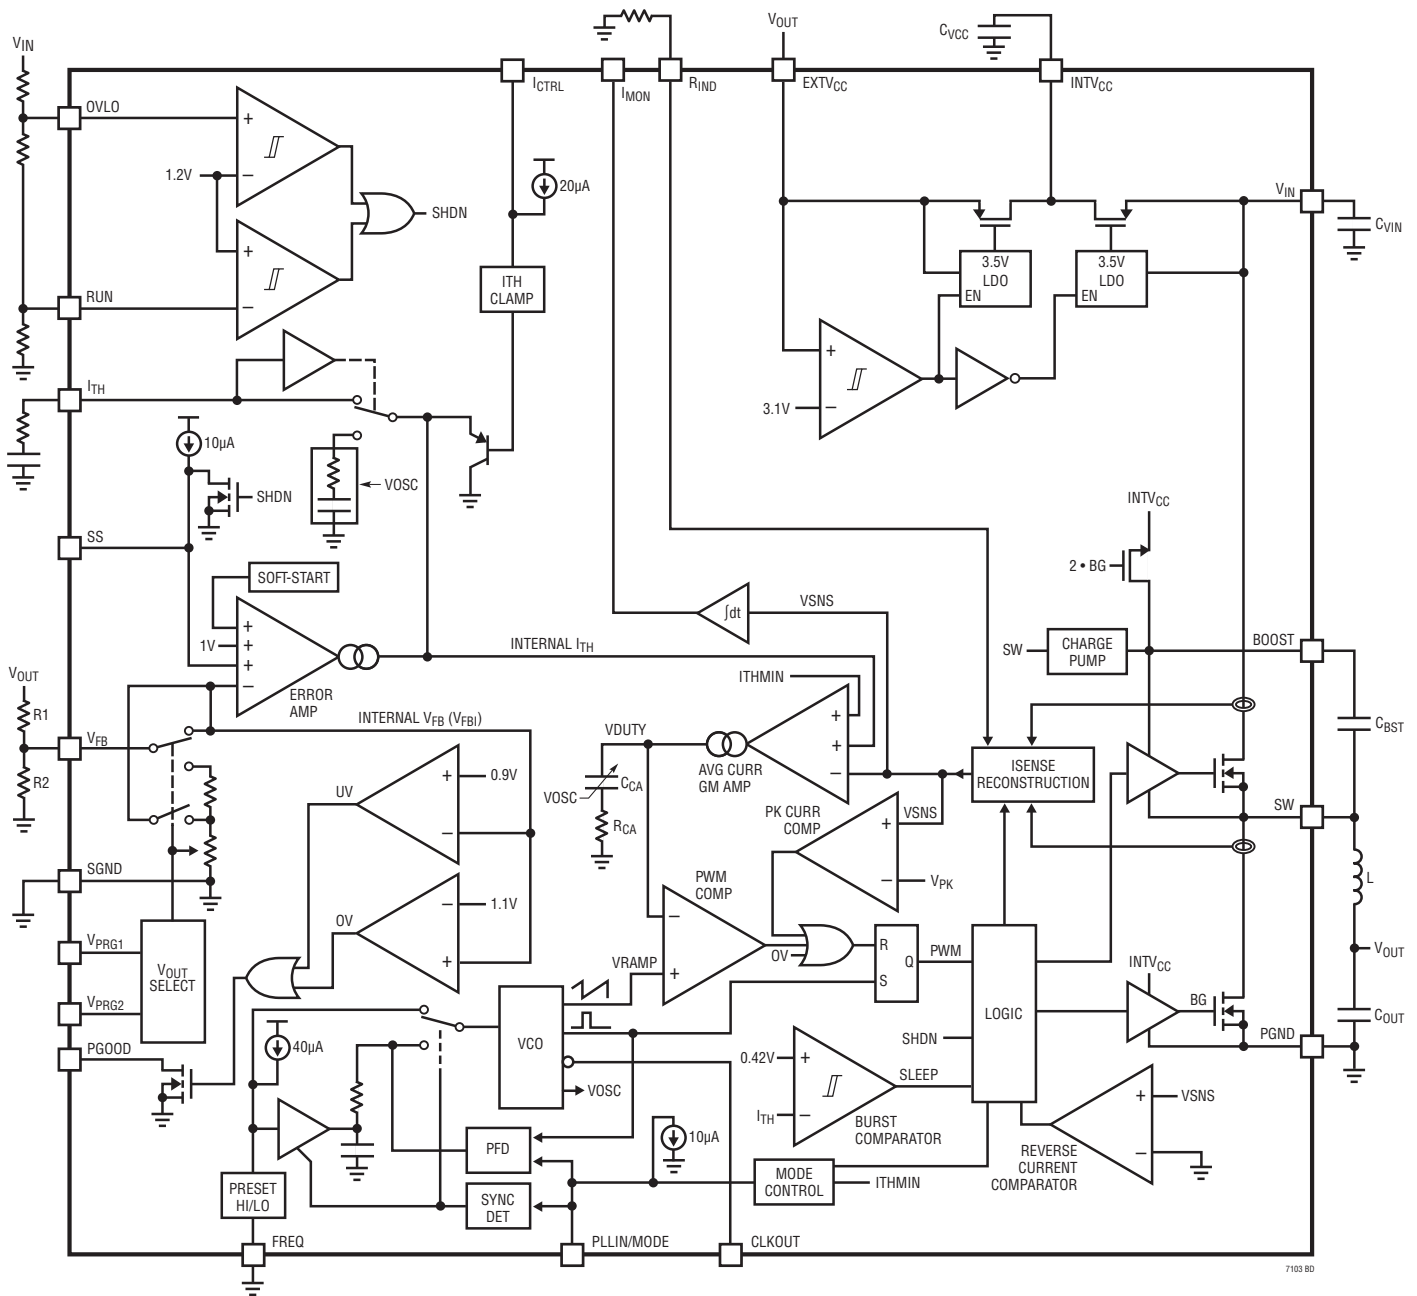 VOUT
CVCC
VIN
ICTRL
IMON
RIND
EXTVCC
INTVCC
OVLO
+
1.2V
–
SHDN
20µA
VIN
CVIN
+
–
RUN
ITH
CLAMP
3.5V
LDO
EN
3.5V
LDO
EN
+
3.1V
–
ITH
10µA
SHDN
VOSC
SS
INTVCC
2 • BG
SOFT-START
+
1V
+
+
–
ERROR
AMP
∫dt
VSNS
INTERNAL ITH
SW
CHARGE
PUMP
BOOST
VOUT
R1
VFB
R2
INTERNAL VFB (VFBI)
ITHMIN
+
+
–
VDUTY
AVG CURR
GM AMP
VOSC
CCA
RCA
ISENSE
RECONSTRUCTION
CBST
SW
+
0.9V
UV
–
PK CURR
COMP
+
VSNS
–
VPK
L
SGND
PWM
COMP
–
+
–
1.1V
OV
+
VPRG1
VOUT
SELECT
VPRG2
OV
R
Q
S
PWM
VRAMP
LOGIC
INTVCC
BG
VOUT
COUT
PGND
PGOOD
40µA
VCO
VOSC
SHDN
0.42V
+
SLEEP
ITH
–
BURST
COMPARATOR
+
VSNS
–
REVERSE
CURRENT
COMPARATOR
PFD
10µA
SYNC
DET
MODE
CONTROL
ITHMIN
PRESET
HI/LO
FREQ
PLLIN/MODE
CLKOUT
7103 BD